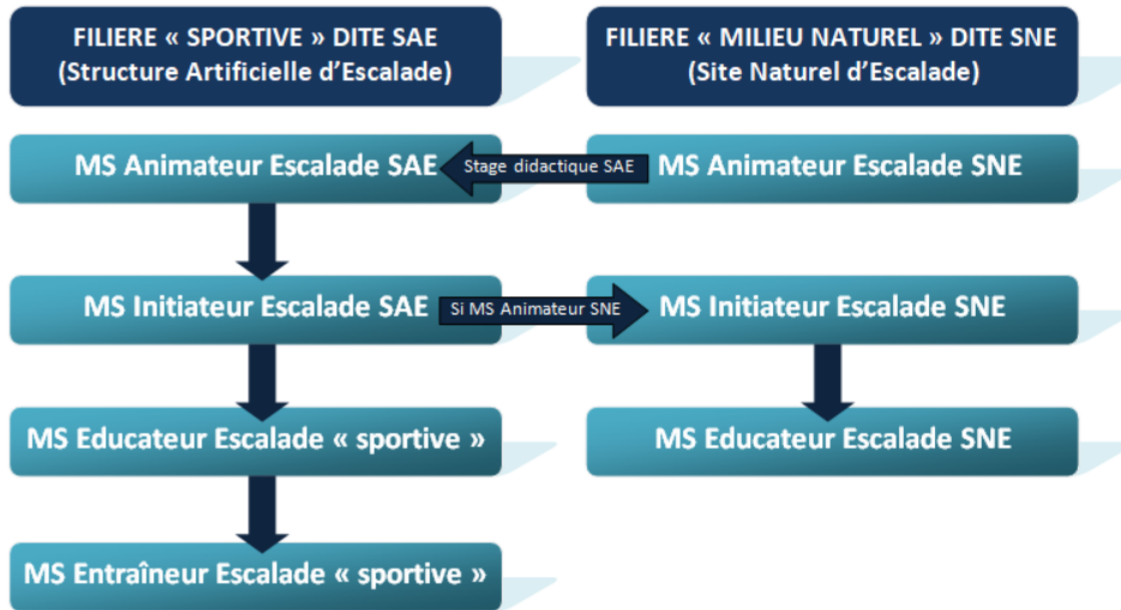 FILIERE « SPORTIVE » DITE SAE
(Structure Artificielle d'Escalade)
FILIERE « MILIEU NATUREL » DITE SNE
(Site Naturel d'Escalade)
MS Animateur Escalade SAE
Stage didactique SAE
MS Animateur Escalade SNE
MS Initiateur Escalade SAE
Si MS Animateur SNE
MS Initiateur Escalade SNE
MS Educateur Escalade « sportive »
MS Educateur Escalade SNE
MS Entraîneur Escalade « sportive »